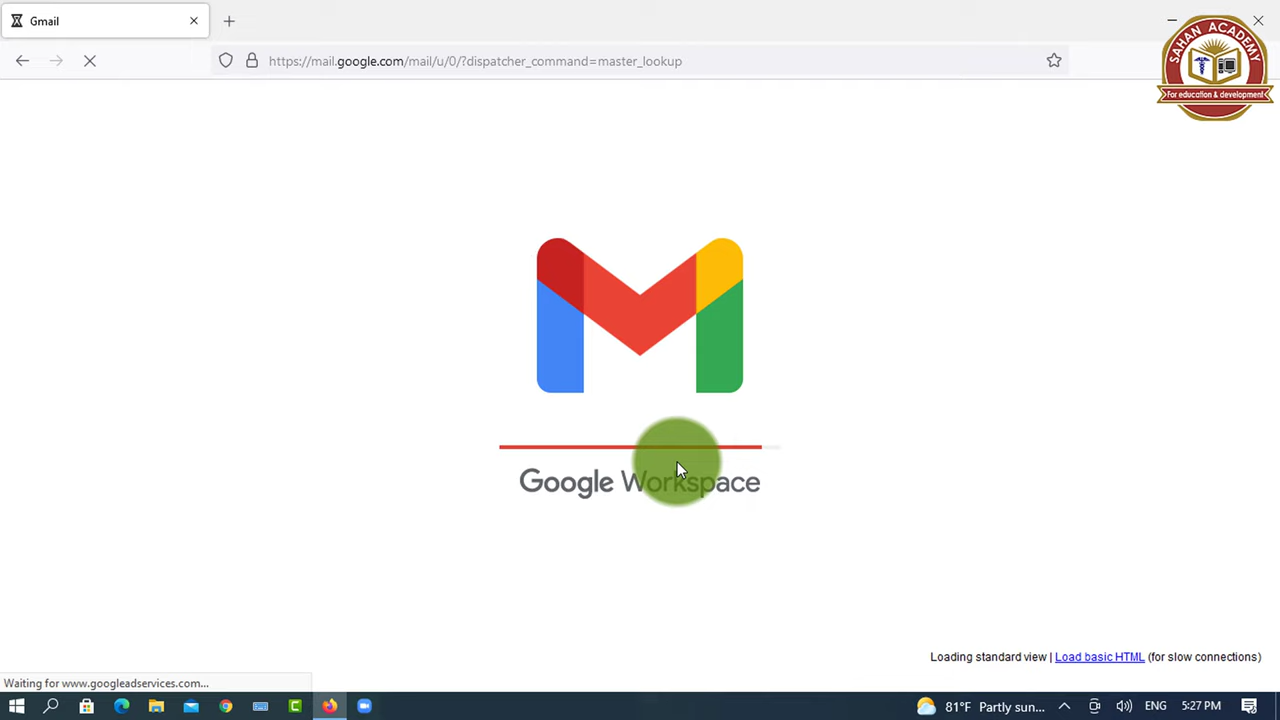 Gmail
https://mail.google.com/mail/u/0/?dispatcher_command=master_lookup
SAHAN ACADEMY
For education & development
Google Workspace
Loading standard view | Load basic HTML (for slow connections)
Waiting for www.googleadservices.com...
81°F Partly sun... ENG 5:27 PM